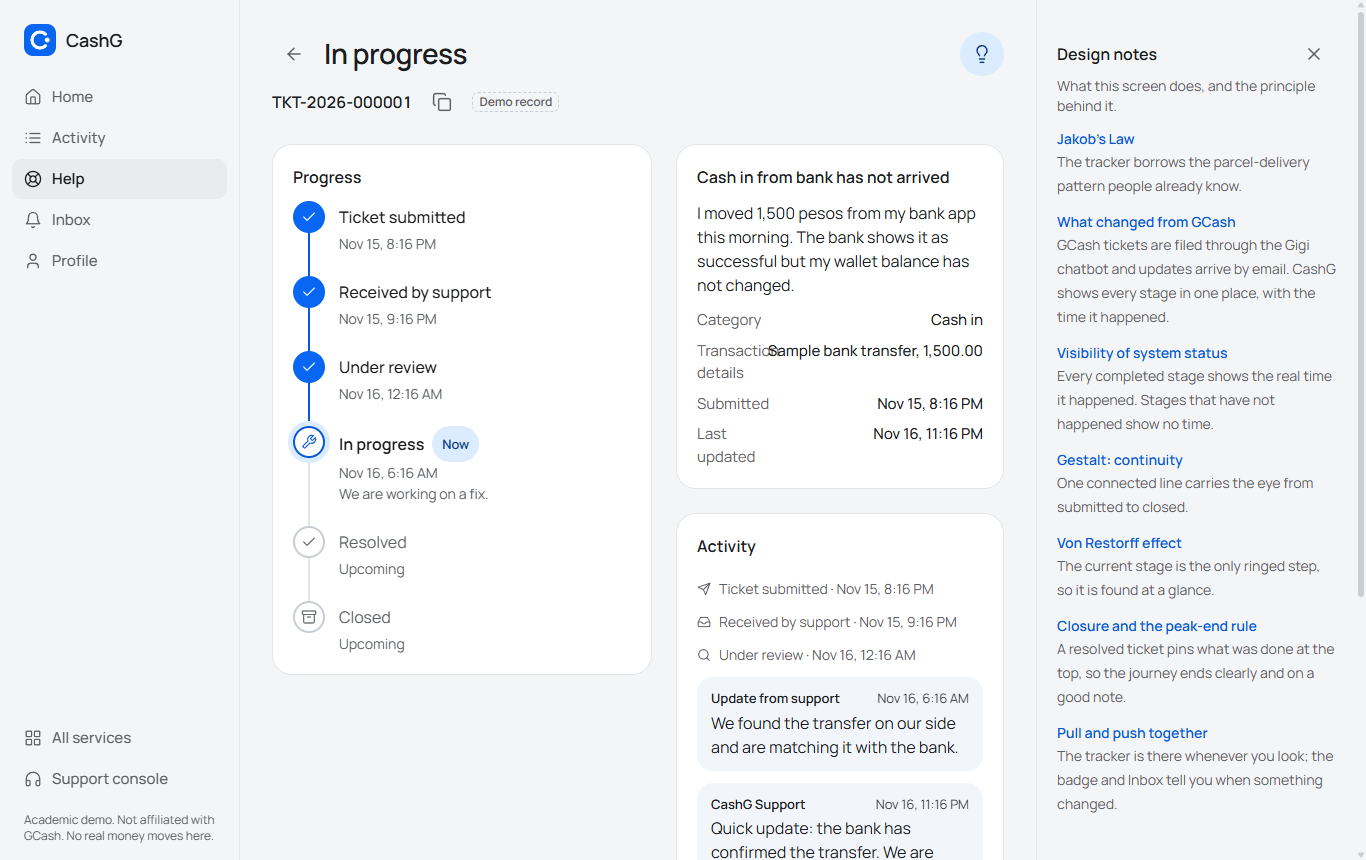 CashG
Home
Activity
Help
Inbox
Profile
All services
Support console
Academic demo. Not affiliated with
GCash. No real money moves here.
In progress
TKT-2026-000001
Demo record
Progress
Ticket submitted
Nov 15, 8:16 PM
Received by support
Nov 15, 9:16 PM
Under review
Nov 16, 12:16 AM
In progress Now
Nov 16, 6:16 AM
We are working on a fix.
Resolved
Upcoming
Closed
Upcoming
Cash in from bank has not arrived
I moved 1,500 pesos from my bank app
this morning. The bank shows it as
successful but my wallet balance has
not changed.
Category Cash in
Transaction Sample bank transfer, 1,500.00
details
Submitted Nov 15, 8:16 PM
Last Nov 16, 11:16 PM
updated
Activity
Ticket submitted · Nov 15, 8:16 PM
Received by support · Nov 15, 9:16 PM
Under review · Nov 16, 12:16 AM
Update from support Nov 16, 6:16 AM
We found the transfer on our side
and are matching it with the bank.
CashG Support Nov 16, 11:16 PM
Quick update: the bank has
confirmed the transfer. We are
Design notes
What this screen does, and the principle
behind it.
Jakob's Law
The tracker borrows the parcel-delivery
pattern people already know.
What changed from GCash
GCash tickets are filed through the Gigi
chatbot and updates arrive by email. CashG
shows every stage in one place, with the
time it happened.
Visibility of system status
Every completed stage shows the real time
it happened. Stages that have not
happened show no time.
Gestalt: continuity
One connected line carries the eye from
submitted to closed.
Von Restorff effect
The current stage is the only ringed step,
so it is found at a glance.
Closure and the peak-end rule
A resolved ticket pins what was done at the
top, so the journey ends clearly and on a
good note.
Pull and push together
The tracker is there whenever you look; the
badge and Inbox tell you when something
changed.